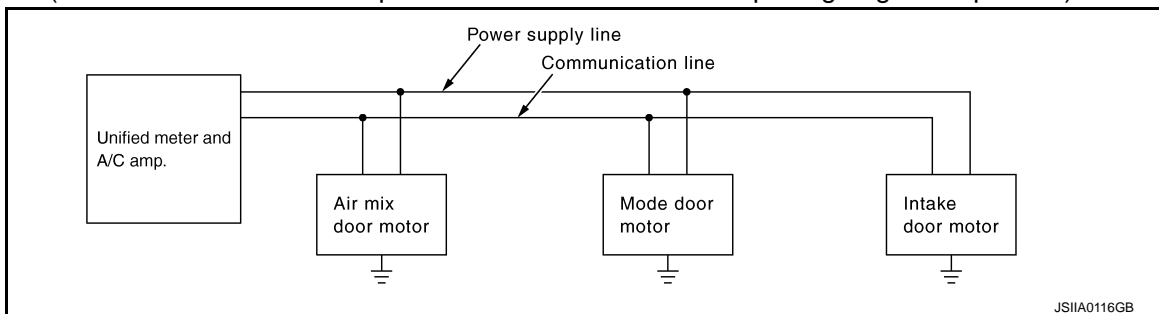 Power supply line
Communication line
Unified meter and
A/C amp.
Air mix
door motor
Mode door
motor
Intake
door motor
JSIIA0116GB